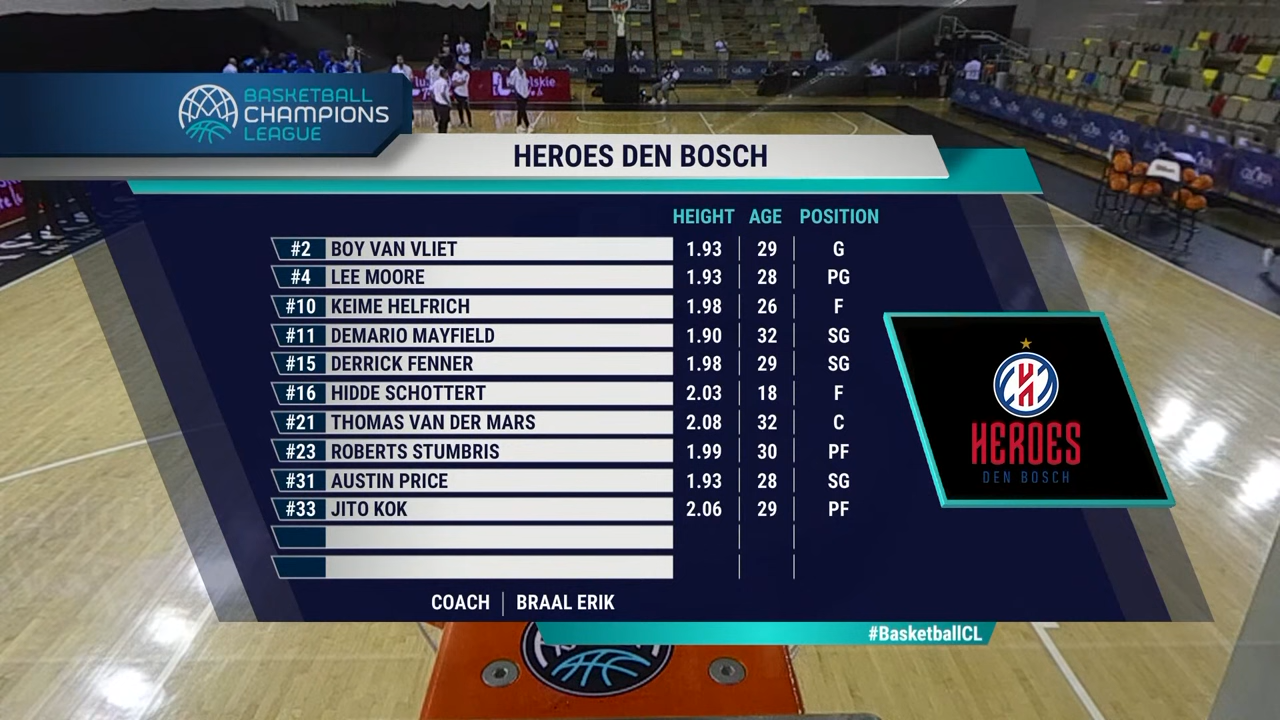 BASKETBALL
CHAMPIONS
LEAGUE
HEROES DEN BOSCH
HEIGHT AGE POSITION
#2 BOY VAN VLIET 1.93 29 G
#4 LEE MOORE 1.93 28 PG
#10 KEIME HELFRICH 1.98 26 F
#11 DEMARIO MAYFIELD 1.90 32 SG
#15 DERRICK FENNER 1.98 29 SG
#16 HIDDE SCHOTTERT 2.03 18 F
#21 THOMAS VAN DER MARS 2.08 32 C
#23 ROBERTS STUMBRIS 1.99 30 PF
#31 AUSTIN PRICE 1.93 28 SG
#33 JITO KOK 2.06 29 PF
HEROES
DEN BOSCH
COACH BRAAL ERIK
#BasketballCL